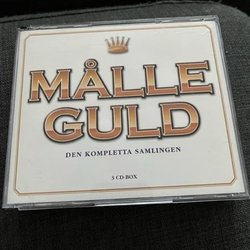 MÅLLE
GULD
DEN KOMPLETTA SAMLINGEN
3 CD-BOX